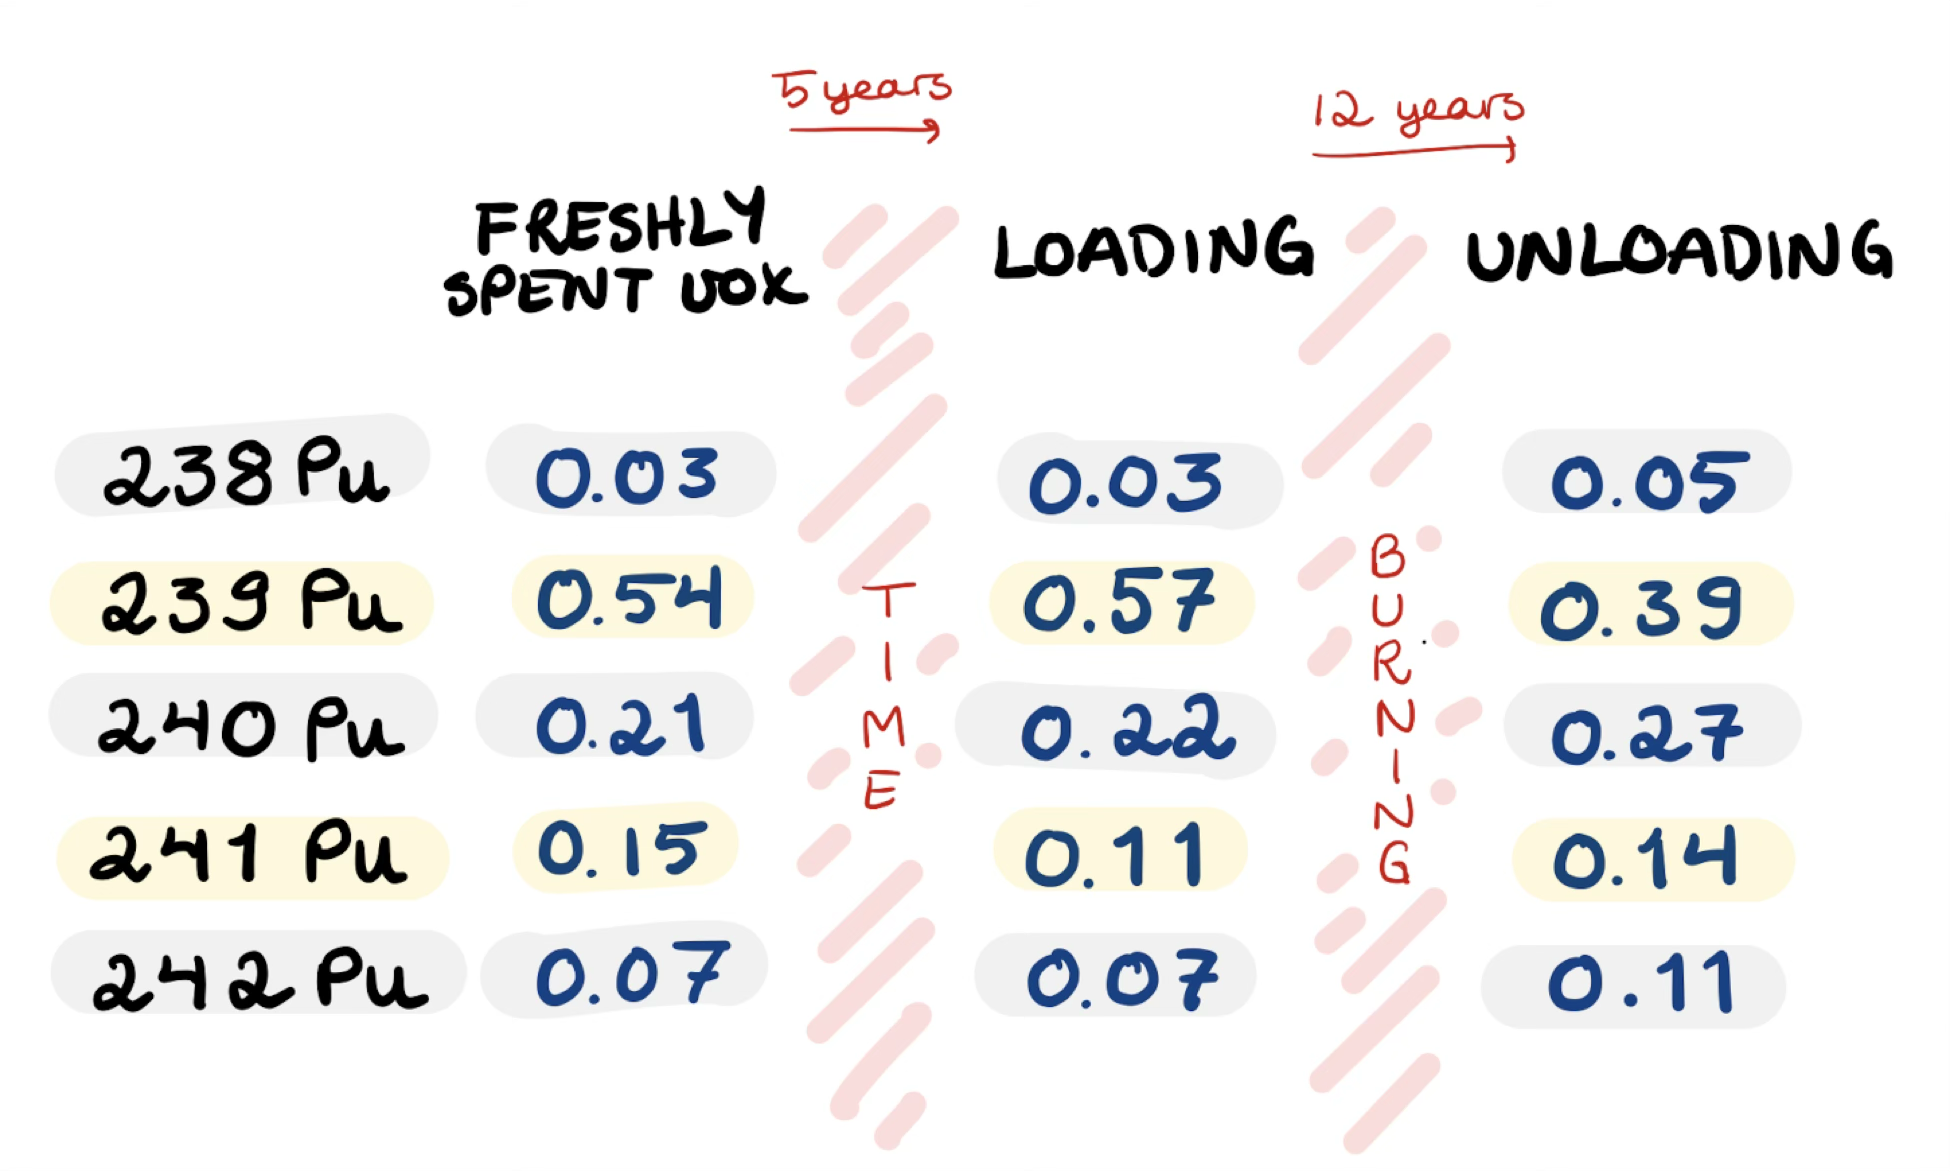 5 years
12 years
FRESHLY
SPENT UOX
LOADING
UNLOADING
238 Pu 0.03 0.03 0.05
239 Pu 0.54 0.57 0.39
240 Pu 0.21 0.22 0.27
241 Pu 0.15 0.11 0.14
242 Pu 0.07 0.07 0.11
TIME
BURNING